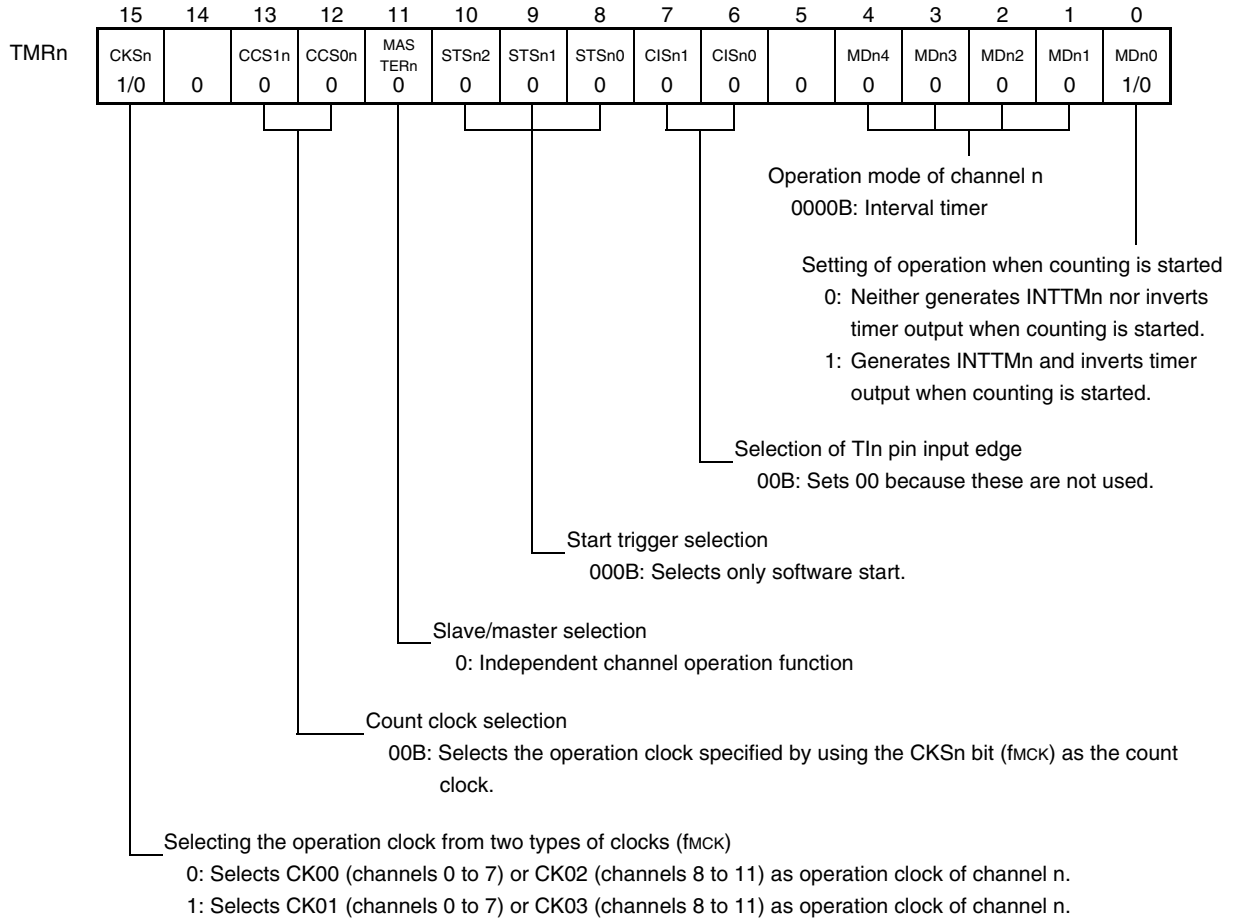 15 14 13 12 11 10 9 8 7 6 5 4 3 2 1 0
TMRn CKSn CCS1n CCS0n MAS TERn STSn2 STSn1 STSn0 CISn1 CISn0 MDn4 MDn3 MDn2 MDn1 MDn0
1/0 0 0 0 0 0 0 0 0 0 0 0 0 0 0 1/0
Operation mode of channel n
0000B: Interval timer
Setting of operation when counting is started
0: Neither generates INTTMn nor inverts
timer output when counting is started.
1: Generates INTTMn and inverts timer
output when counting is started.
Selection of TIn pin input edge
00B: Sets 00 because these are not used.
Start trigger selection
000B: Selects only software start.
Slave/master selection
0: Independent channel operation function
Count clock selection
00B: Selects the operation clock specified by using the CKSn bit (fMCK) as the count
clock.
Selecting the operation clock from two types of clocks (fMCK)
0: Selects CK00 (channels 0 to 7) or CK02 (channels 8 to 11) as operation clock of channel n.
1: Selects CK01 (channels 0 to 7) or CK03 (channels 8 to 11) as operation clock of channel n.